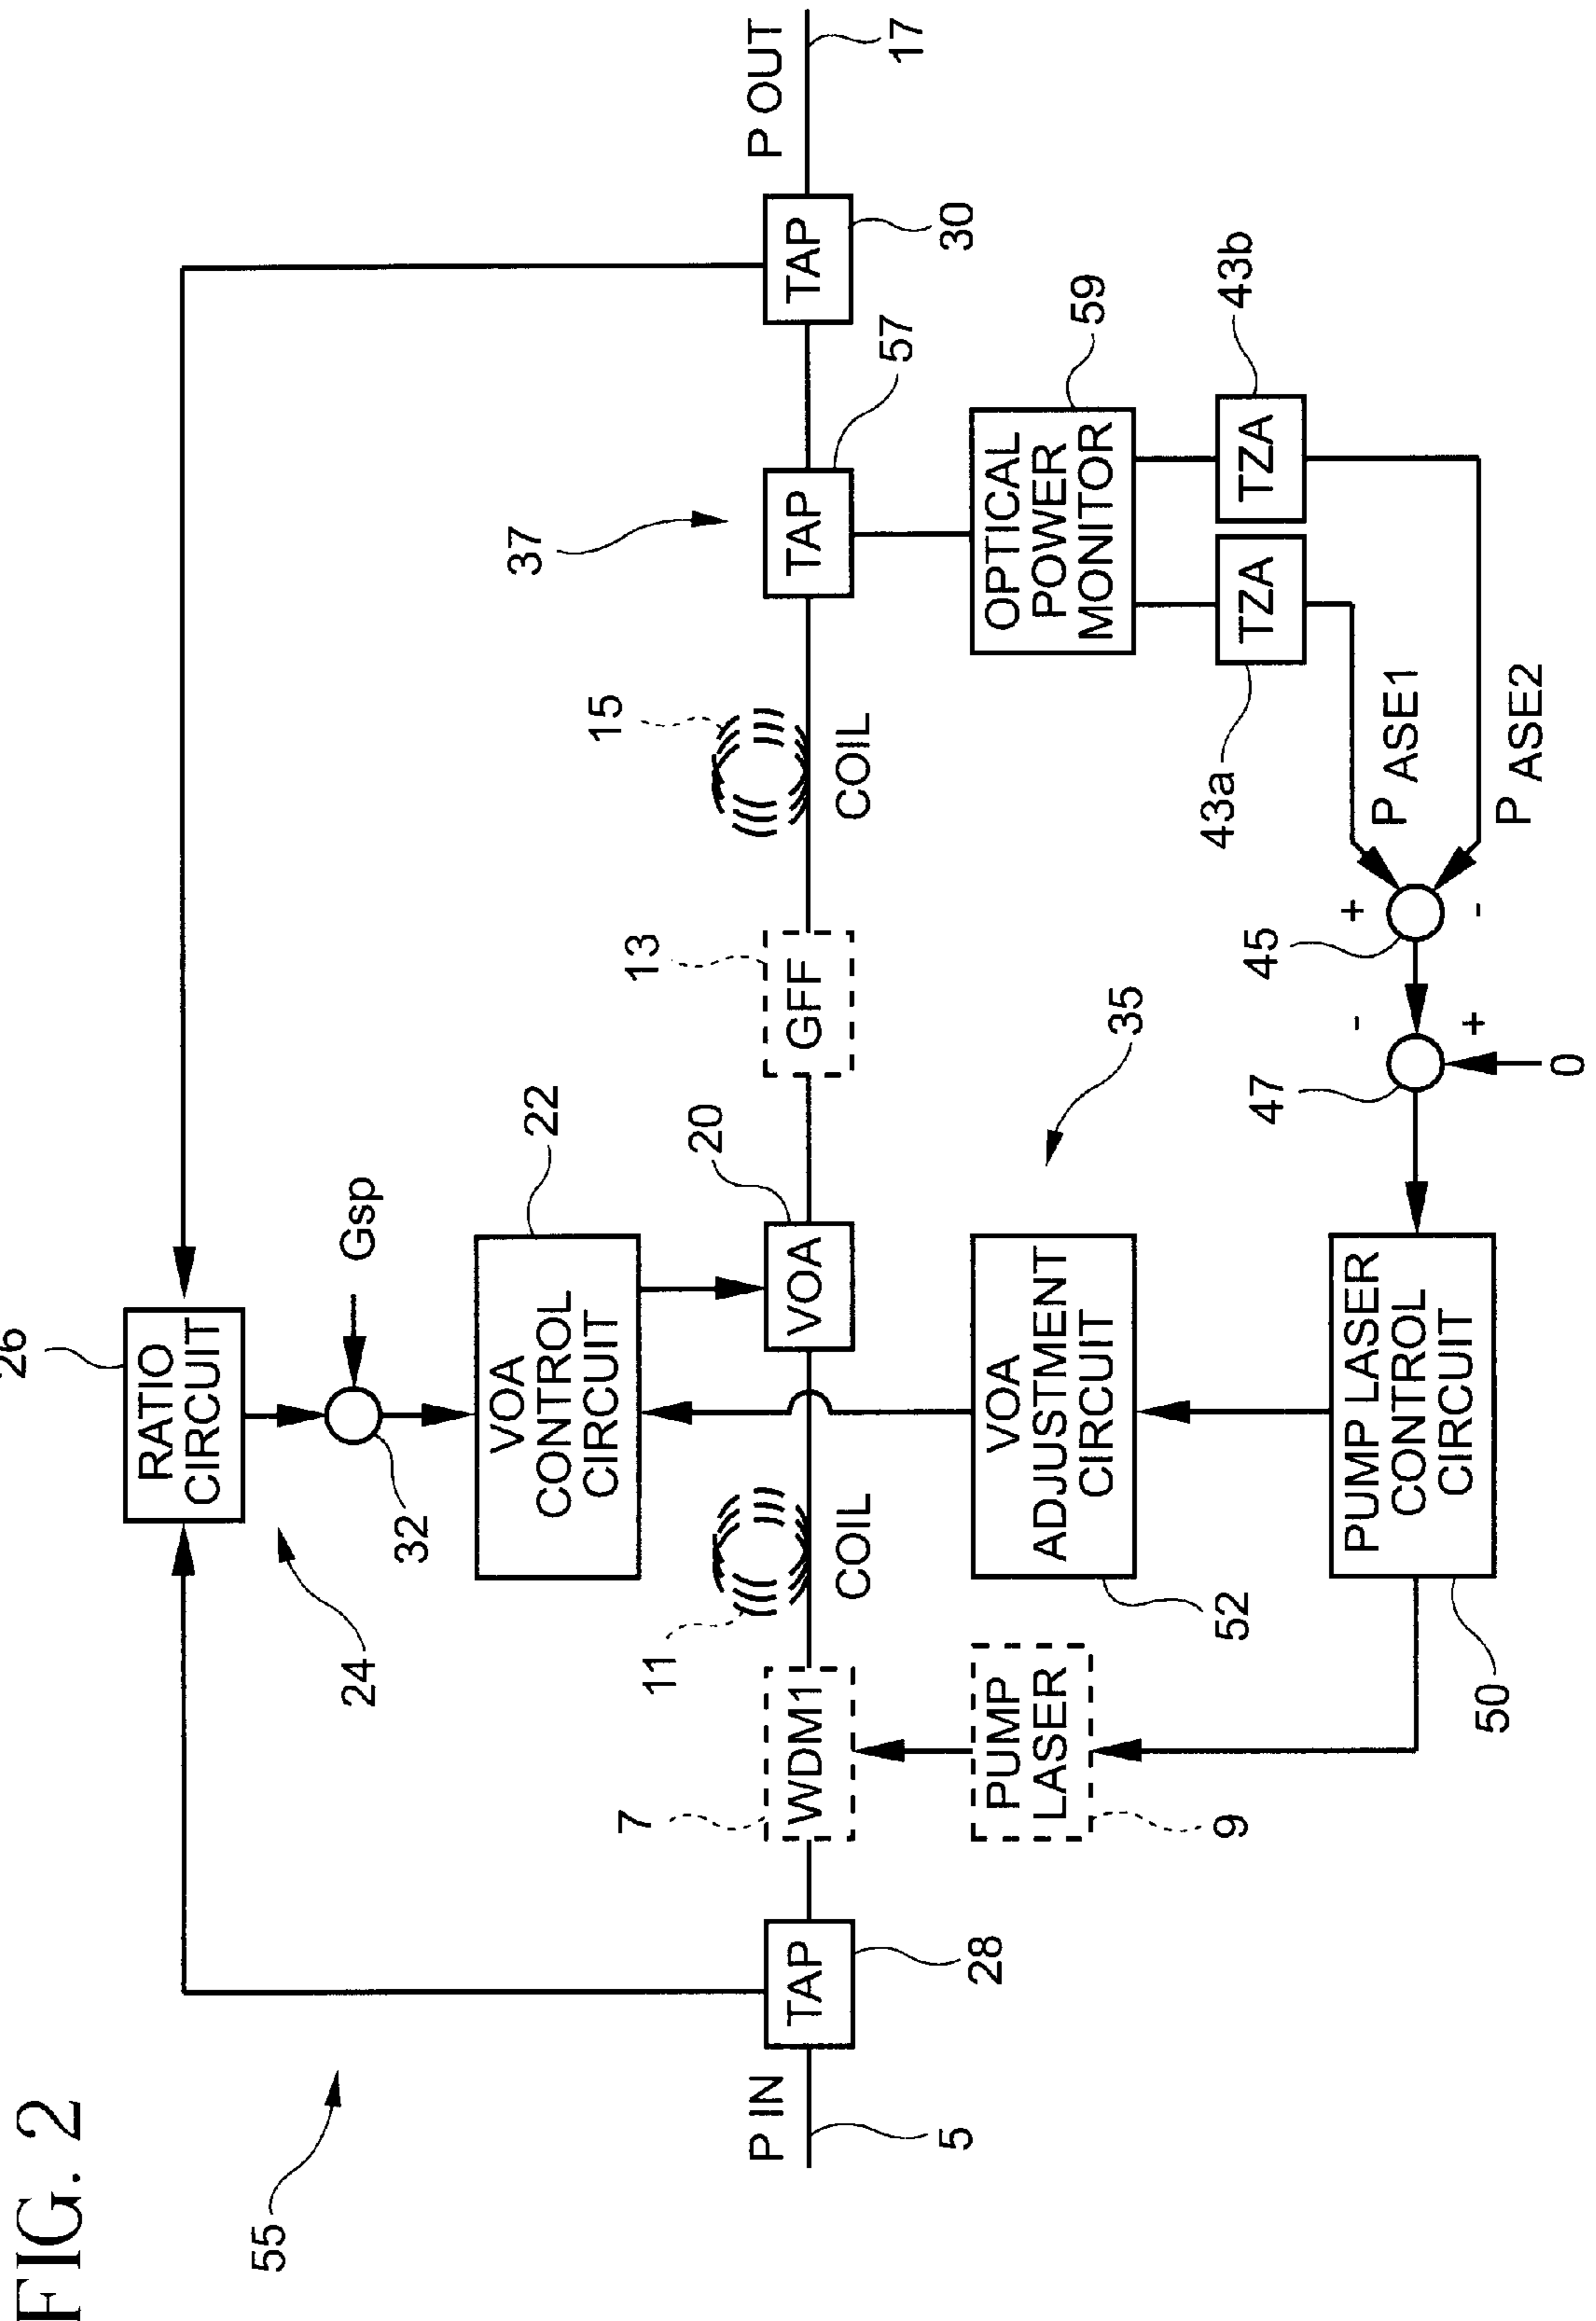 FIG. 2
55
26
RATIO
CIRCUIT
24
32
Gsp
22
VOA
CONTROL
CIRCUIT
37
P IN
5
TAP
28
7
WDM1
11
COIL
20
VOA
13
GFF
15
COIL
TAP
57
TAP
30
P OUT
17
PUMP
LASER
9
VOA
ADJUSTMENT
CIRCUIT
52
35
OPTICAL
POWER
MONITOR
59
TZA
43a
TZA
43b
PUMP LASER
CONTROL
CIRCUIT
50
47
-
+
0
45
+
-
P ASE1
P ASE2